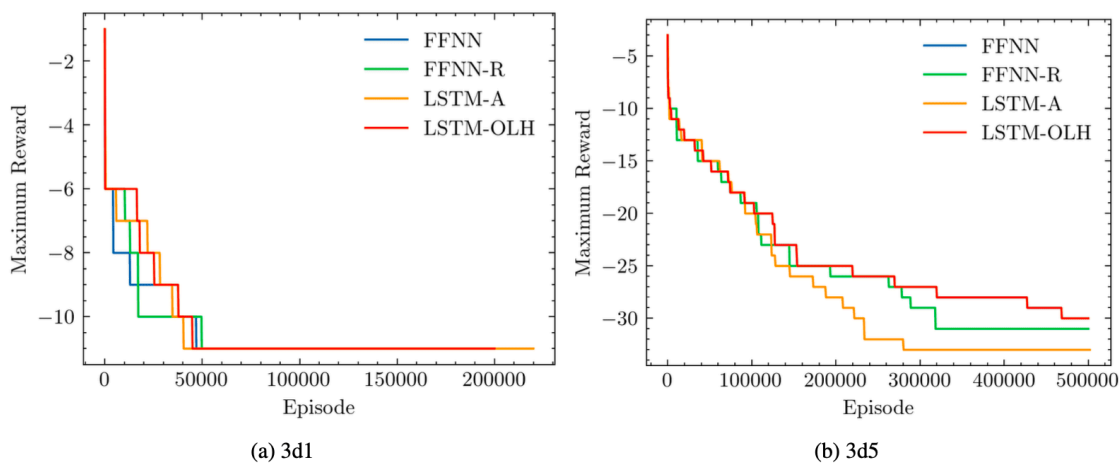 FFNN
FFNN-R
LSTM-A
LSTM-OLH
−2
−4
−6
−8
−10
Maximum Reward
0
50000
100000
150000
200000
Episode
(a) 3d1
FFNN
FFNN-R
LSTM-A
LSTM-OLH
−5
−10
−15
−20
−25
−30
Maximum Reward
0
100000
200000
300000
400000
500000
Episode
(b) 3d5